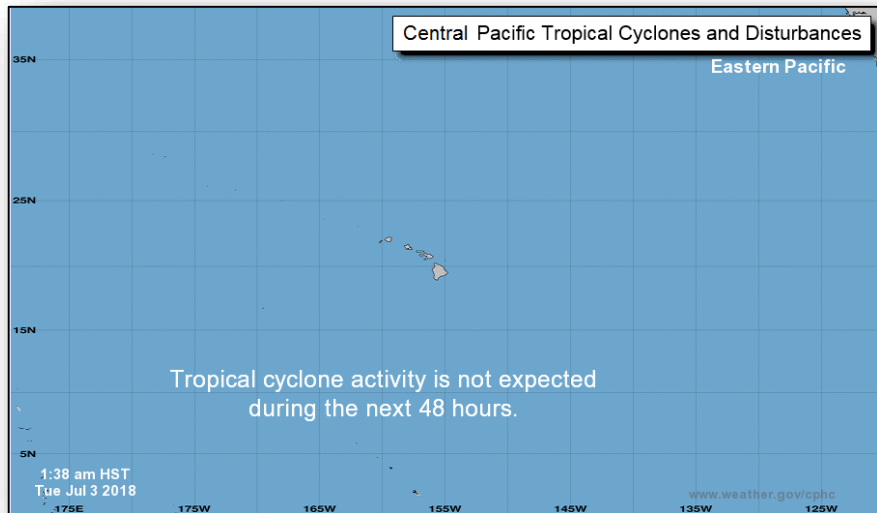 Central Pacific Tropical Cyclones and Disturbances
Eastern Pacific
35N
25N
15N
Tropical cyclone activity is not expected
during the next 48 hours.
5N
1:38 am HST
Tue Jul 3 2018
www.weather.gov/cphc
175E 175W 165W 155W 145W 135W 125W